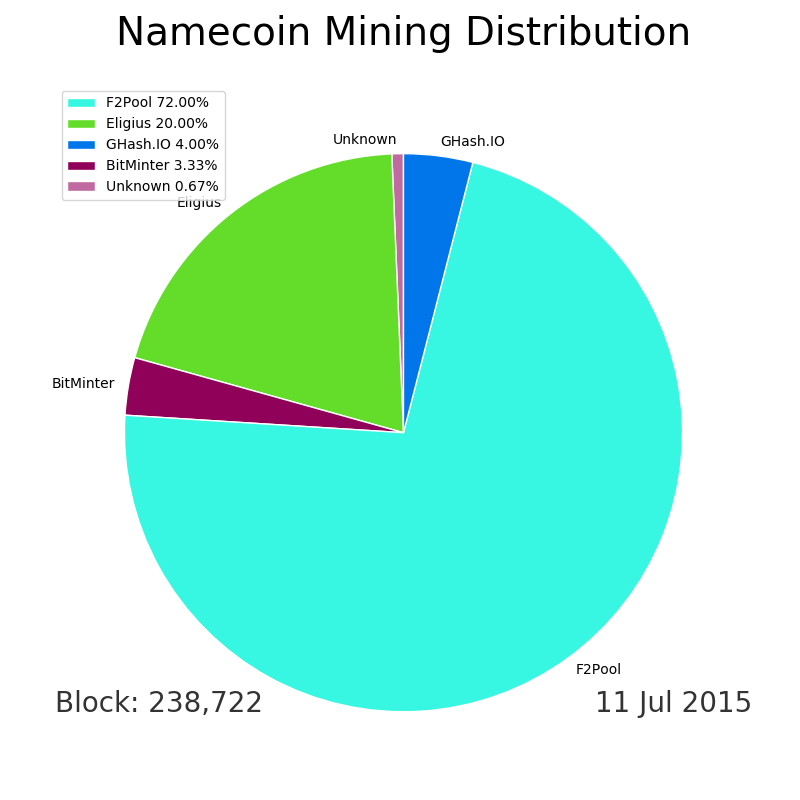 Namecoin Mining Distribution
F2Pool 72.00%
Eligius 20.00%
GHash.IO 4.00%
BitMinter 3.33%
Unknown 0.67%
Unknown
GHash.IO
Eligius
BitMinter
F2Pool
Block: 238,722
11 Jul 2015